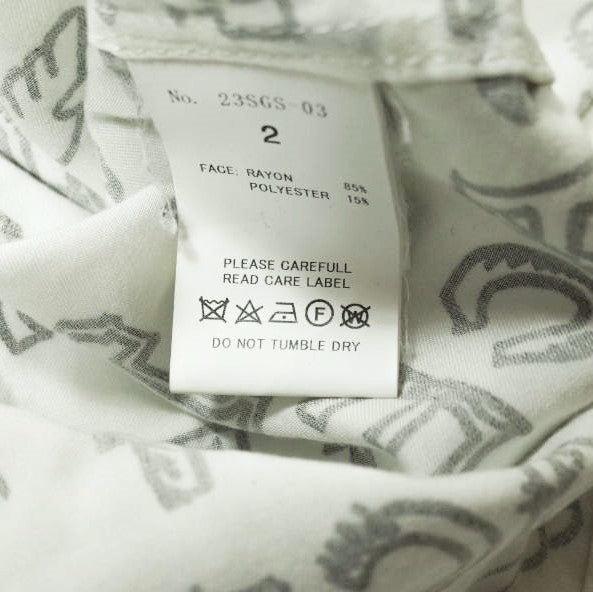 No. 23SGS-03
2
FACE: RAYON 85%
POLYESTER 15%
PLEASE CAREFULL
READ CARE LABEL
F W
DO NOT TUMBLE DRY